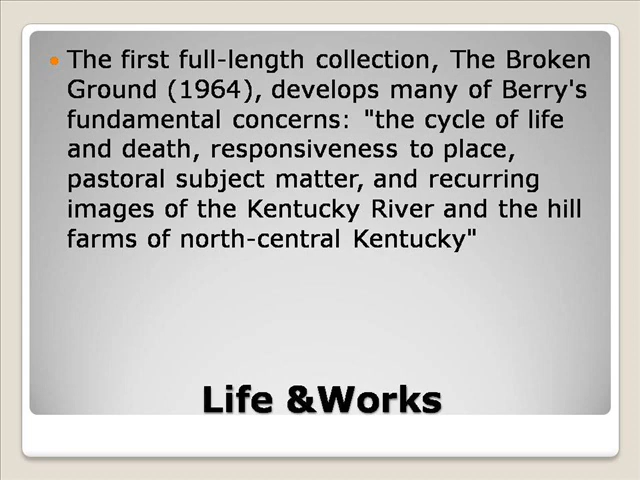 The first full-length collection, The Broken
Ground (1964), develops many of Berry's
fundamental concerns: "the cycle of life
and death, responsiveness to place,
pastoral subject matter, and recurring
images of the Kentucky River and the hill
farms of north-central Kentucky"
Life &Works